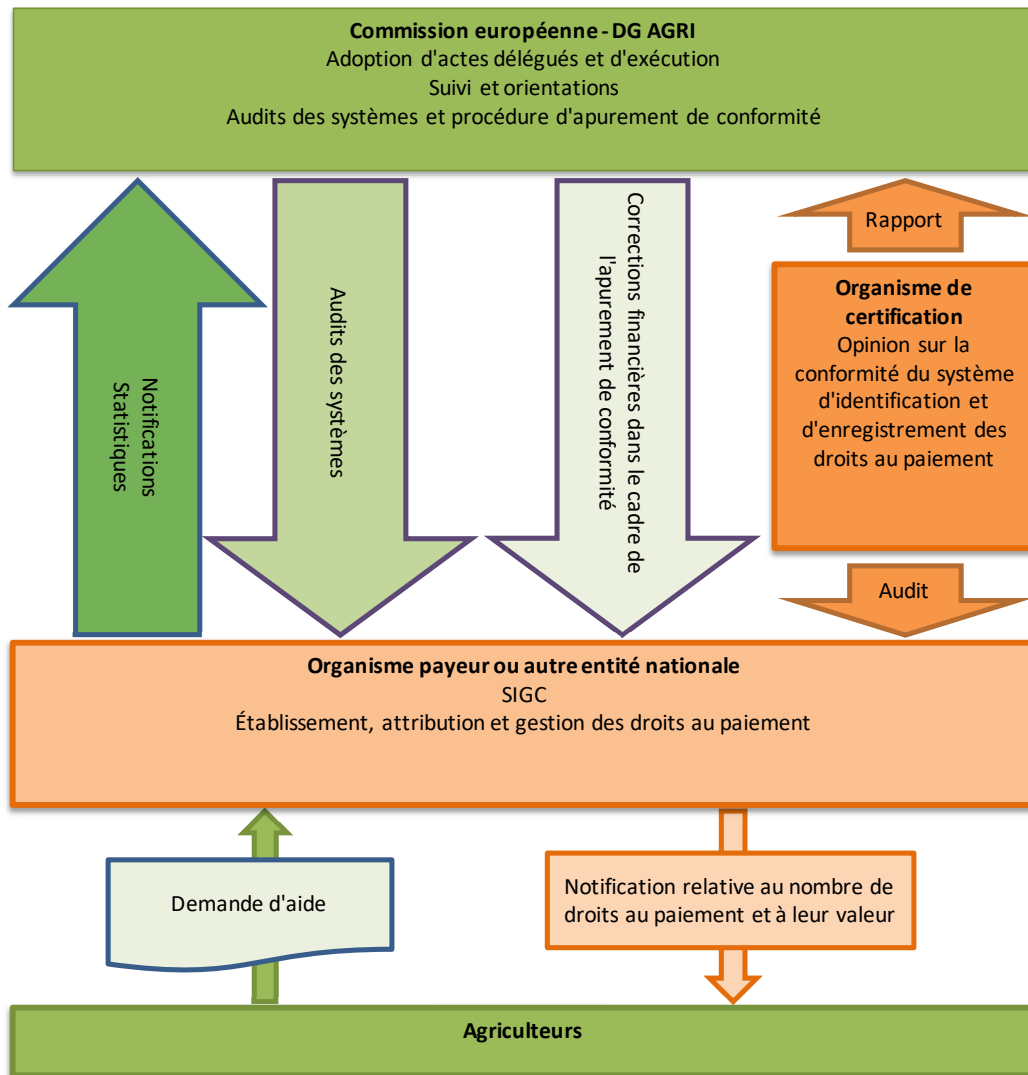 Commission européenne - DG AGRI
Adoption d'actes délégués et d'exécution
Suivi et orientations
Audits des systèmes et procédure d'apurement de conformité
Notifications
Statistiques
Audits des systèmes
Corrections financières dans le cadre de
l'apurement de conformité
Rapport
Organisme de
certification
Opinion sur la
conformité du système
d'identification et
d'enregistrement des
droits au paiement
Audit
Organisme payeur ou autre entité nationale
SIGC
Établissement, attribution et gestion des droits au paiement
Demande d'aide
Notification relative au nombre de
droits au paiement et à leur valeur
Agriculteurs